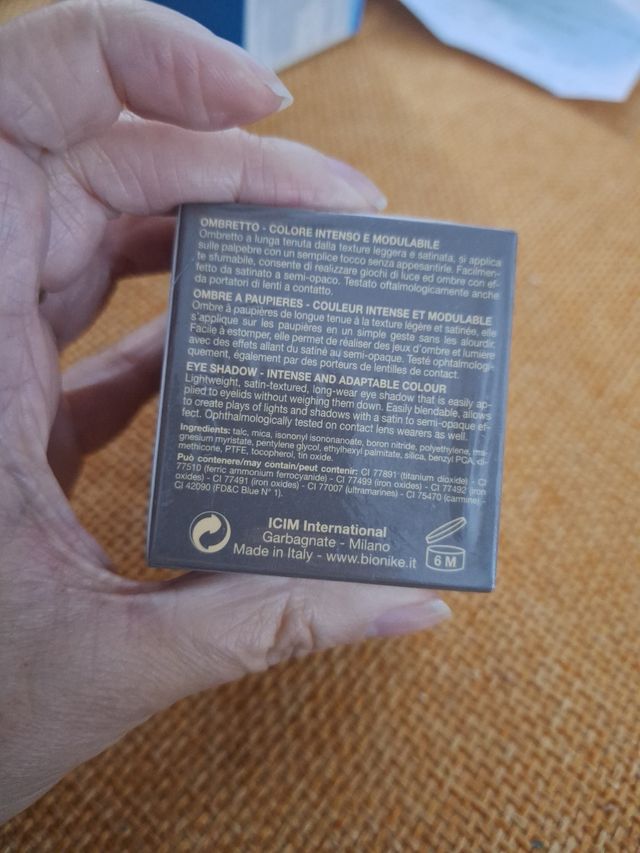 OMBRETTO - COLORE INTENSO E MODULABILE
Ombretto a lunga tenuta dalla texture leggera e satinata, si applica
sulle palpebre con un semplice tocco senza appesantirle. Facilmen-
te sfumabile, consente di realizzare giochi di luce ed ombre con ef-
fetto da satinato a semi-opaco. Testato oftalmologicamente anche
da portatori di lenti a contatto.
OMBRE A PAUPIERES - COULEUR INTENSE ET MODULABLE
Ombre à paupières de longue tenue à la texture légère et satinée, elle
s'applique sur les paupières en un simple geste sans les alourdir.
Facile à estomper, elle permet de réaliser des jeux d'ombre et lumière
avec des effets allant du satiné au semi-opaque. Testé ophtalmologi-
quement, également par des porteurs de lentilles de contact.
EYE SHADOW - INTENSE AND ADAPTABLE COLOUR
Lightweight, satin-textured, long-wear eye shadow that is easily ap-
plied to eyelids without weighing them down. Easily blendable, allows
to create plays of lights and shadows with a satin to semi-opaque ef-
fect. Ophthalmologically tested on contact lens wearers as well.
Ingredients: talc, mica, isononyl isononanoate, boron nitride, polyethylene, ma-
gnesium myristate, pentylene glycol, ethylhexyl palmitate, silica, benzyl PCA, di-
methicone, PTFE, tocopherol, tin oxide.
Può contenere/may contain/peut contenir: CI 77891 (titanium dioxide) - CI
77510 (ferric ammonium ferrocyanide) - CI 77499 (iron oxides) - CI 77492 (iron
oxides) - CI 77491 (iron oxides) - CI 77007 (ultramarines) - CI 75470 (carmine) -
CI 42090 (FD&C Blue N° 1).
ICIM International
Garbagnate - Milano
Made in Italy - www.bionike.it
6 M